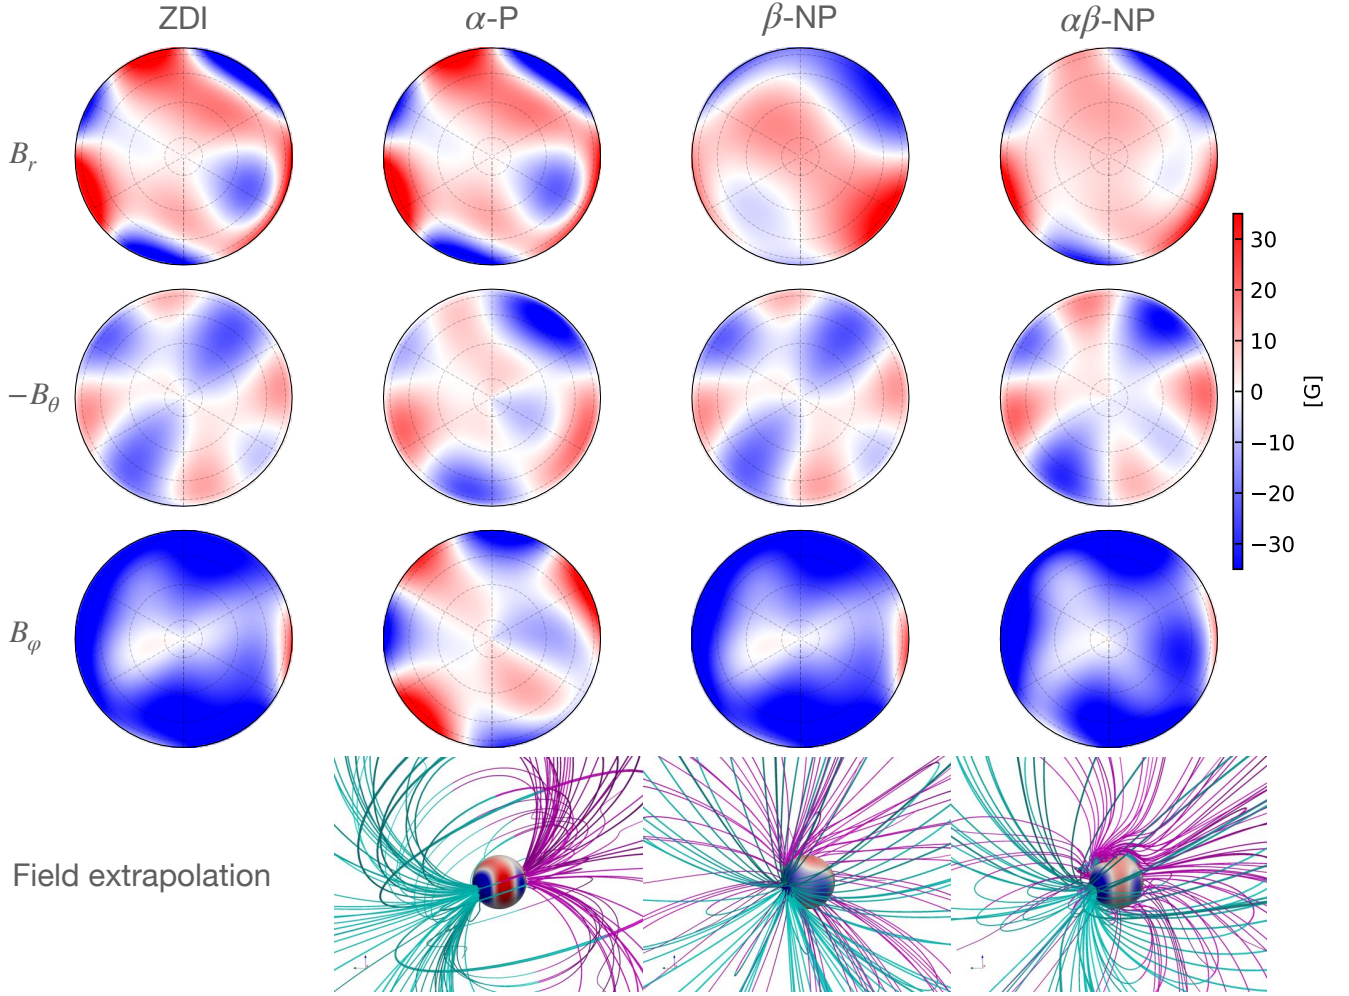 ZDI α-P β-NP αβ-NP
B_r
−B_θ
B_φ
30
20
10
0
−10
−20
−30
[G]
Field extrapolation